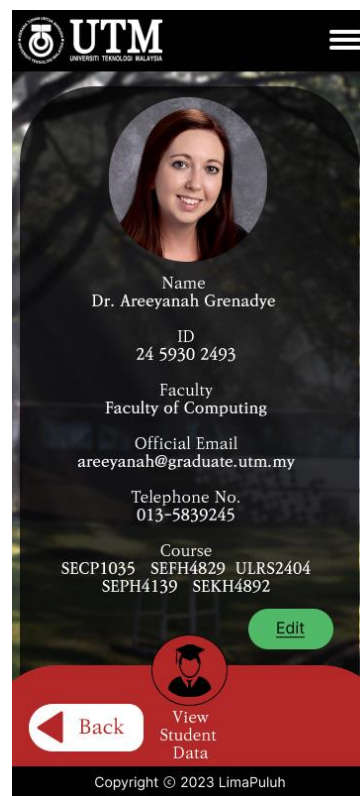 UTM
UNIVERSITI TEKNOLOGI MALAYSIA
Name
Dr. Areeyanah Grenadye
ID
24 5930 2493
Faculty
Faculty of Computing
Official Email
areeyanah@graduate.utm.my
Telephone No.
013-5839245
Course
SECP1035 SEFH4829 ULRS2404
SEPH4139 SEKH4892
Edit
Back
View
Student
Data
Copyright © 2023 LimaPuluh